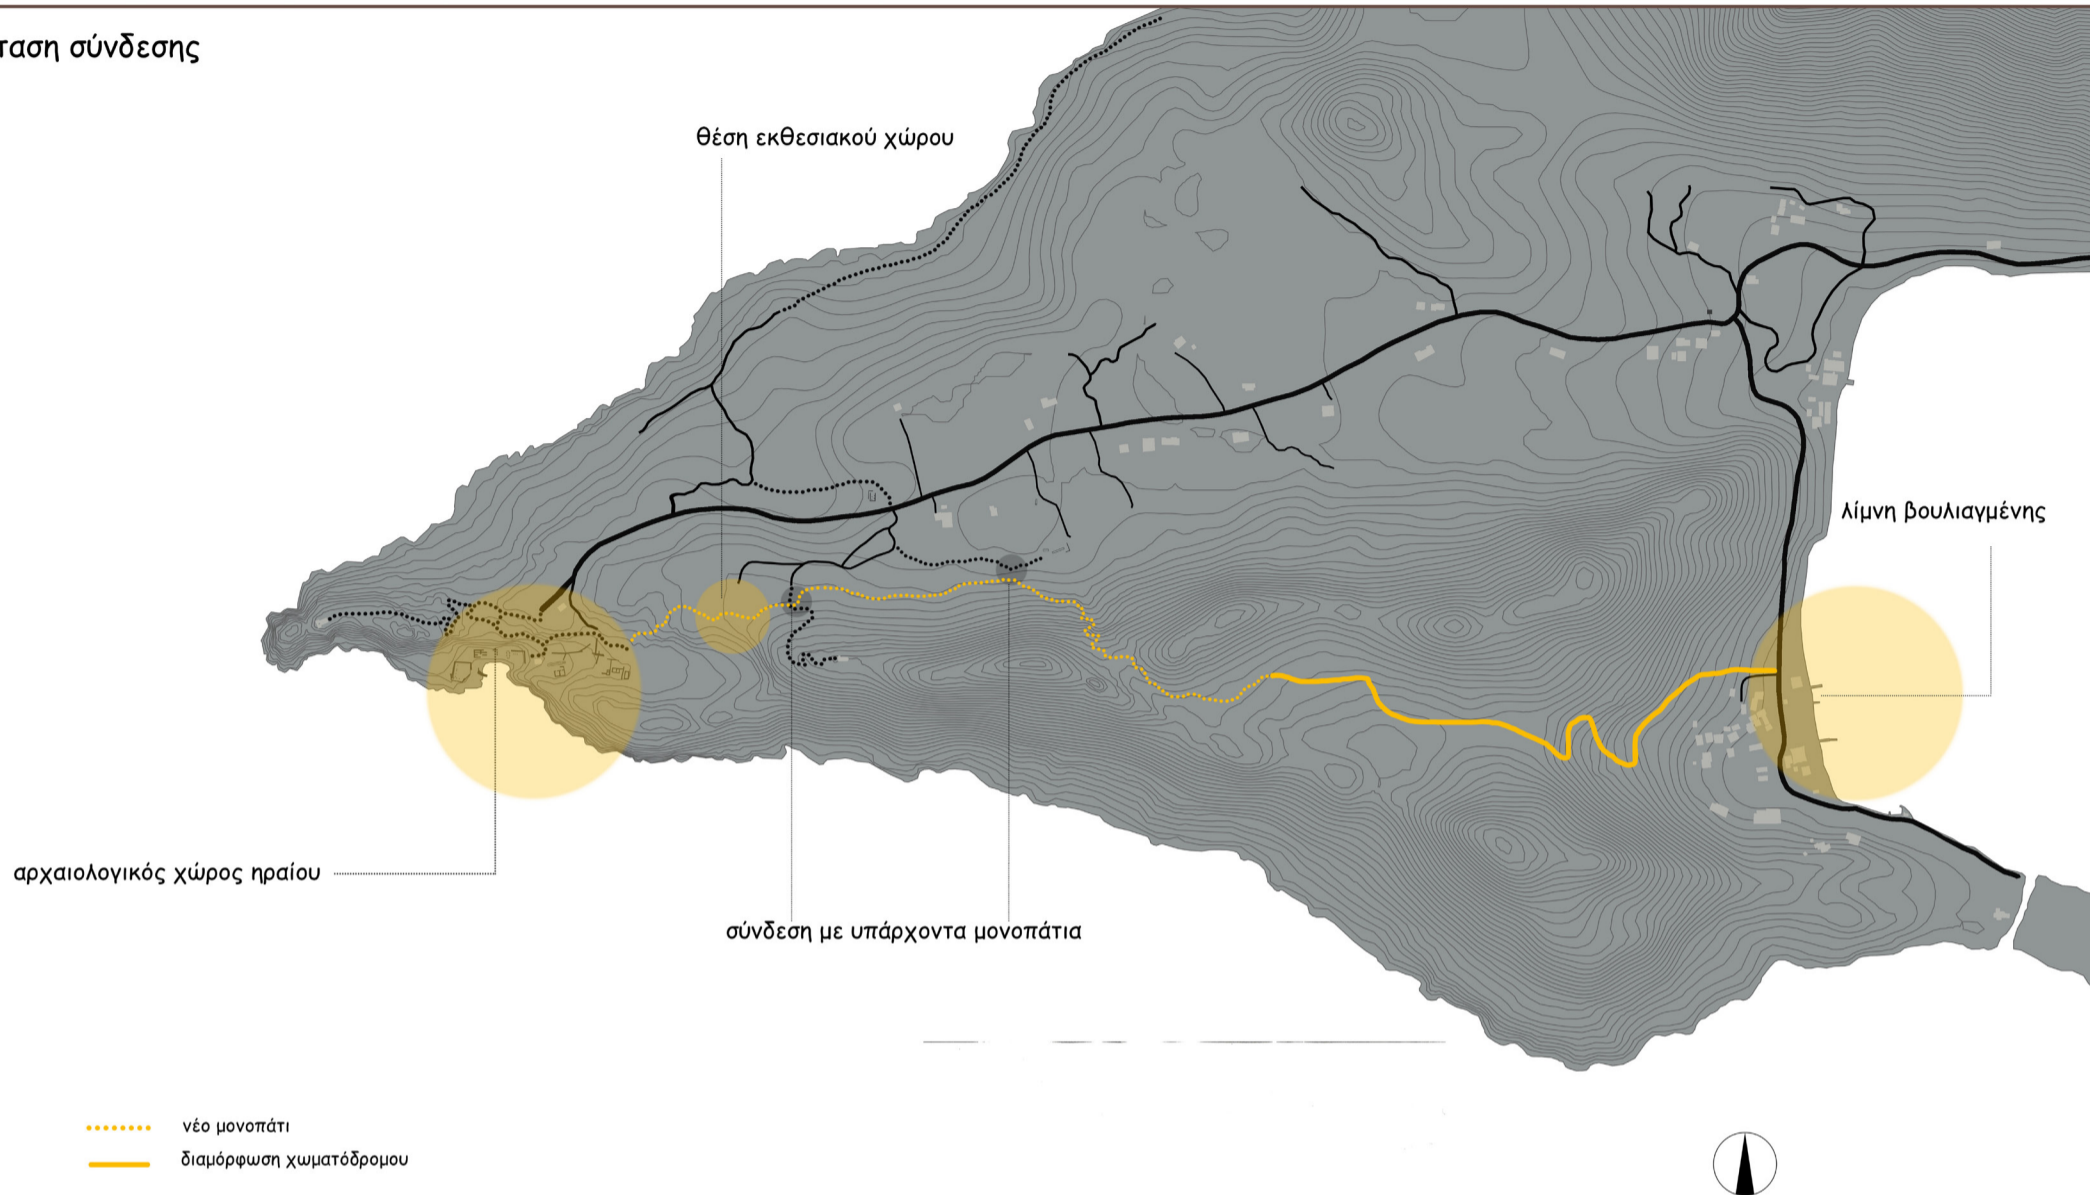 ταση σύνδεσης
θέση εκθεσιακού χώρου
λίμνη βουλιαγμένης
αρχαιολογικός χώρος ηραίου
σύνδεση με υπάρχοντα μονοπάτια
νέο μονοπάτι
διαμόρφωση χωματόδρομου